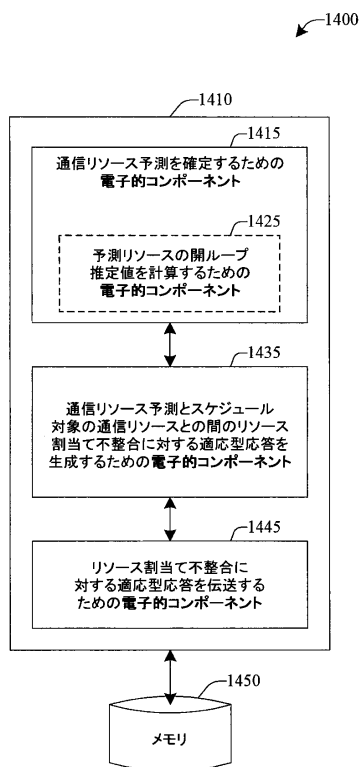 1400
1410
1415
通信リソース予測を確定するための
電子的コンポーネント
1425
予測リソースの開ループ
推定値を計算するための
電子的コンポーネント
1435
通信リソース予測とスケジュール
対象の通信リソースとの間のリソース
割当て不整合に対する適応型応答を
生成するための電子的コンポーネント
1445
リソース割当て不整合に
対する適応型応答を伝送する
ための電子的コンポーネント
1450
メモリ